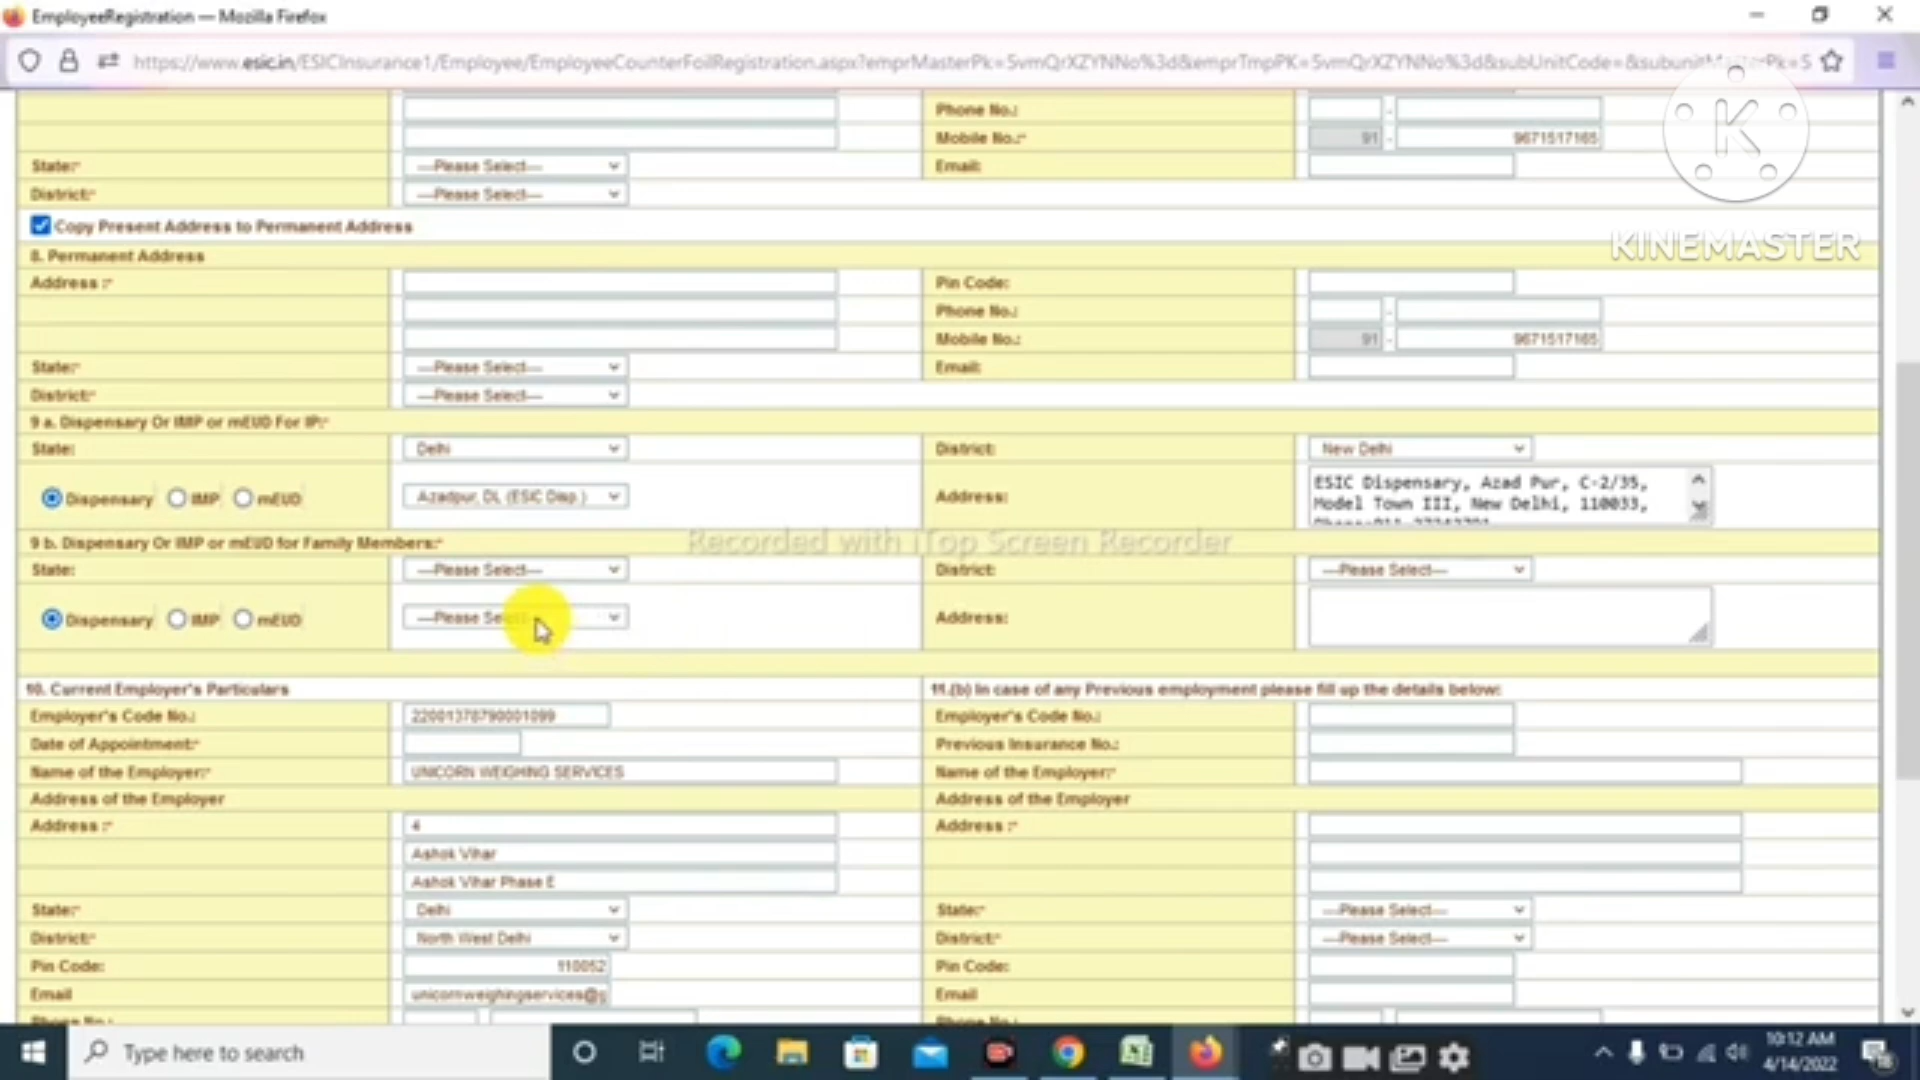 EmployeeRegistration — Mozilla Firefox
https://www.esic.in/ESICInsurance1/Employee/EmployeeCounterFoilRegistration.aspx?emprMasterPk=5vmQrXZYNNo%3d&emprTmpPK=5vmQrXZYNNo%3d&subUnitCode=&subunitMasterPk=5
Phone No.: -
Mobile No.:* 91 - 9671517165
State:* ---Please Select--- Email:
District:* ---Please Select---
Copy Present Address to Permanent Address
KINEMASTER
8. Permanent Address
Address :* Pin Code:
Phone No.: -
Mobile No.: 91 - 9671517165
State:* ---Please Select--- Email:
District:* ---Please Select---
9 a. Dispensary Or IMP or mEUD For IP:*
State: Delhi District: New Delhi
Dispensary IMP mEUD Azadpur, DL (ESIC Disp.) Address: ESIC Dispensary, Azad Pur, C-2/35,
Model Town III, New Delhi, 110033,
Recorded with iTop Screen Recorder
9 b. Dispensary Or IMP or mEUD for Family Members:*
State: ---Please Select--- District: ---Please Select---
Dispensary IMP mEUD ---Please Select--- Address:
10. Current Employer's Particulars 11.(b) In case of any Previous employment please fill up the details below:
Employer's Code No.: 22001378790001099 Employer's Code No.:
Date of Appointment:* Previous Insurance No.:
Name of the Employer:* UNICORN WEIGHING SERVICES Name of the Employer:*
Address of the Employer Address of the Employer
Address :* 4 Address :*
Ashok Vihar
Ashok Vihar Phase E
State:* Delhi State:* ---Please Select---
District:* North West Delhi District:* ---Please Select---
Pin Code: 110052 Pin Code:
Email unicornweighingservices@g Email
Phone No.: Phone No.:
Type here to search
10:12 AM
4/14/2022